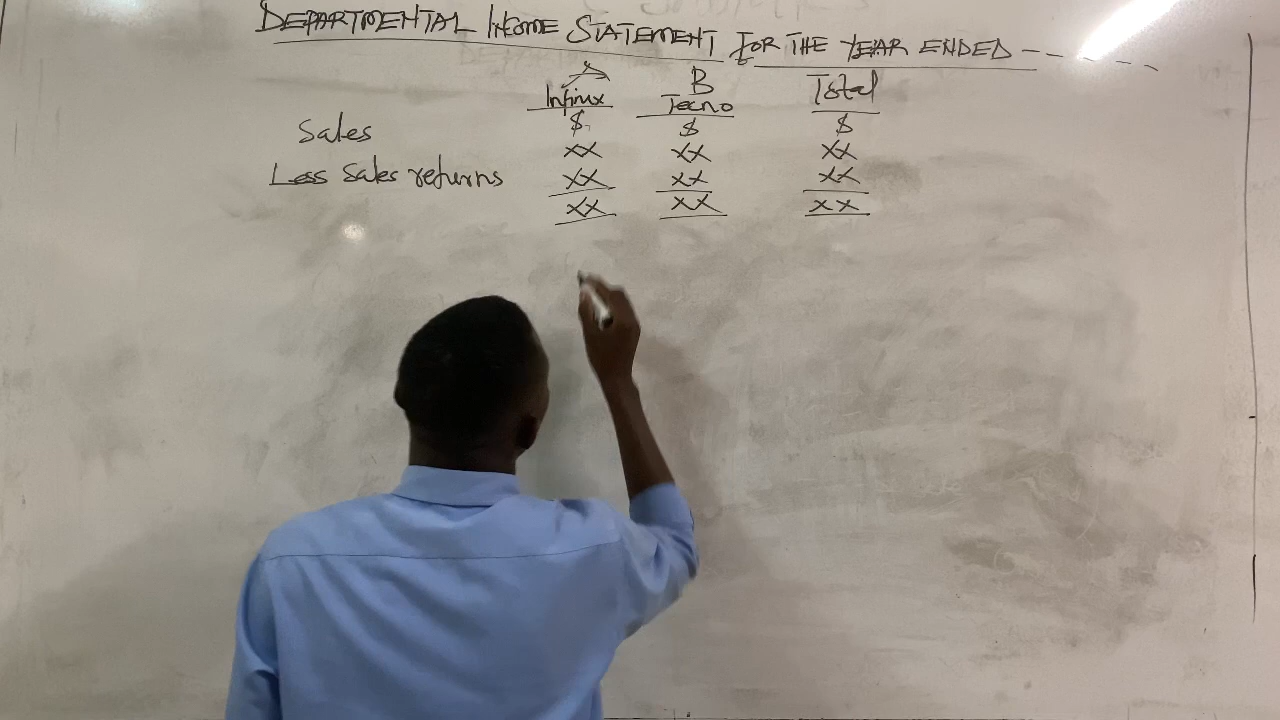 DEPARTMENTAL INCOME STATEMENT FOR THE YEAR ENDED - - - - -
A B Total
Infinix Tecno
$ $ $
Sales XX XX XX
Less Sales returns XX XX XX
XX XX XX